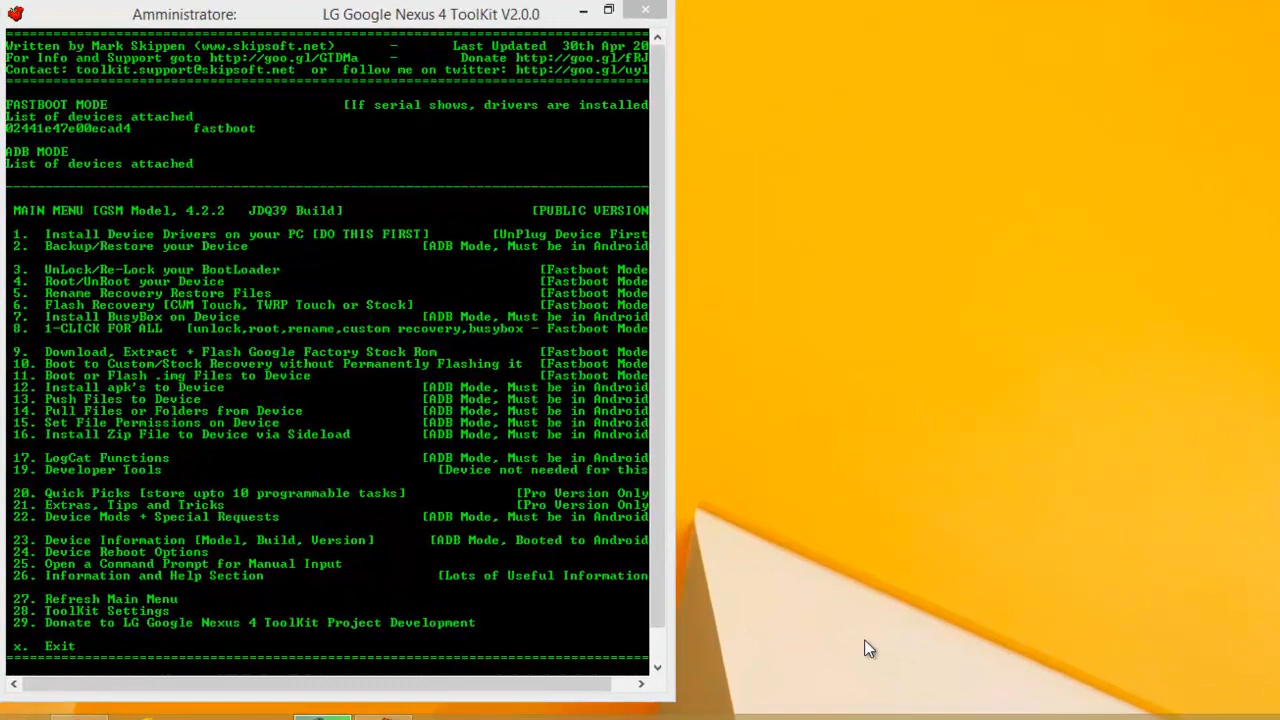 Amministratore: LG Google Nexus 4 ToolKit V2.0.0
Written by Mark Skippen (www.skipsoft.net) - Last Updated 30th Apr 20
For Info and Support goto http://goo.gl/GTDMa - Donate http://goo.gl/fRJ
Contact: toolkit.support@skipsoft.net or follow me on twitter: http://goo.gl/uyl
FASTBOOT MODE [If serial shows, drivers are installed
List of devices attached
02441e47e00ecad4 fastboot
ADB MODE
List of devices attached
MAIN MENU [GSM Model, 4.2.2 JDQ39 Build] [PUBLIC VERSION
1. Install Device Drivers on your PC [DO THIS FIRST] [UnPlug Device First
2. Backup/Restore your Device [ADB Mode, Must be in Android
3. UnLock/Re-Lock your BootLoader [Fastboot Mode
4. Root/UnRoot your Device [Fastboot Mode
5. Rename Recovery Restore Files [Fastboot Mode
6. Flash Recovery [CWM Touch, TWRP Touch or Stock] [Fastboot Mode
7. Install BusyBox on Device [ADB Mode, Must be in Android
8. 1-CLICK FOR ALL [unlock,root,rename,custom recovery,busybox - Fastboot Mode
9. Download, Extract + Flash Google Factory Stock Rom [Fastboot Mode
10. Boot to Custom/Stock Recovery without Permanently Flashing it [Fastboot Mode
11. Boot or Flash .img Files to Device [Fastboot Mode
12. Install apk's to Device [ADB Mode, Must be in Android
13. Push Files to Device [ADB Mode, Must be in Android
14. Pull Files or Folders from Device [ADB Mode, Must be in Android
15. Set File Permissions on Device [ADB Mode, Must be in Android
16. Install Zip File to Device via Sideload [ADB Mode, Must be in Android
17. LogCat Functions [ADB Mode, Must be in Android
19. Developer Tools [Device not needed for this
20. Quick Picks [store upto 10 programmable tasks] [Pro Version Only
21. Extras, Tips and Tricks [Pro Version Only
22. Device Mods + Special Requests [ADB Mode, Must be in Android
23. Device Information [Model, Build, Version] [ADB Mode, Booted to Android
24. Device Reboot Options
25. Open a Command Prompt for Manual Input
26. Information and Help Section [Lots of Useful Information
27. Refresh Main Menu
28. ToolKit Settings
29. Donate to LG Google Nexus 4 ToolKit Project Development
x. Exit